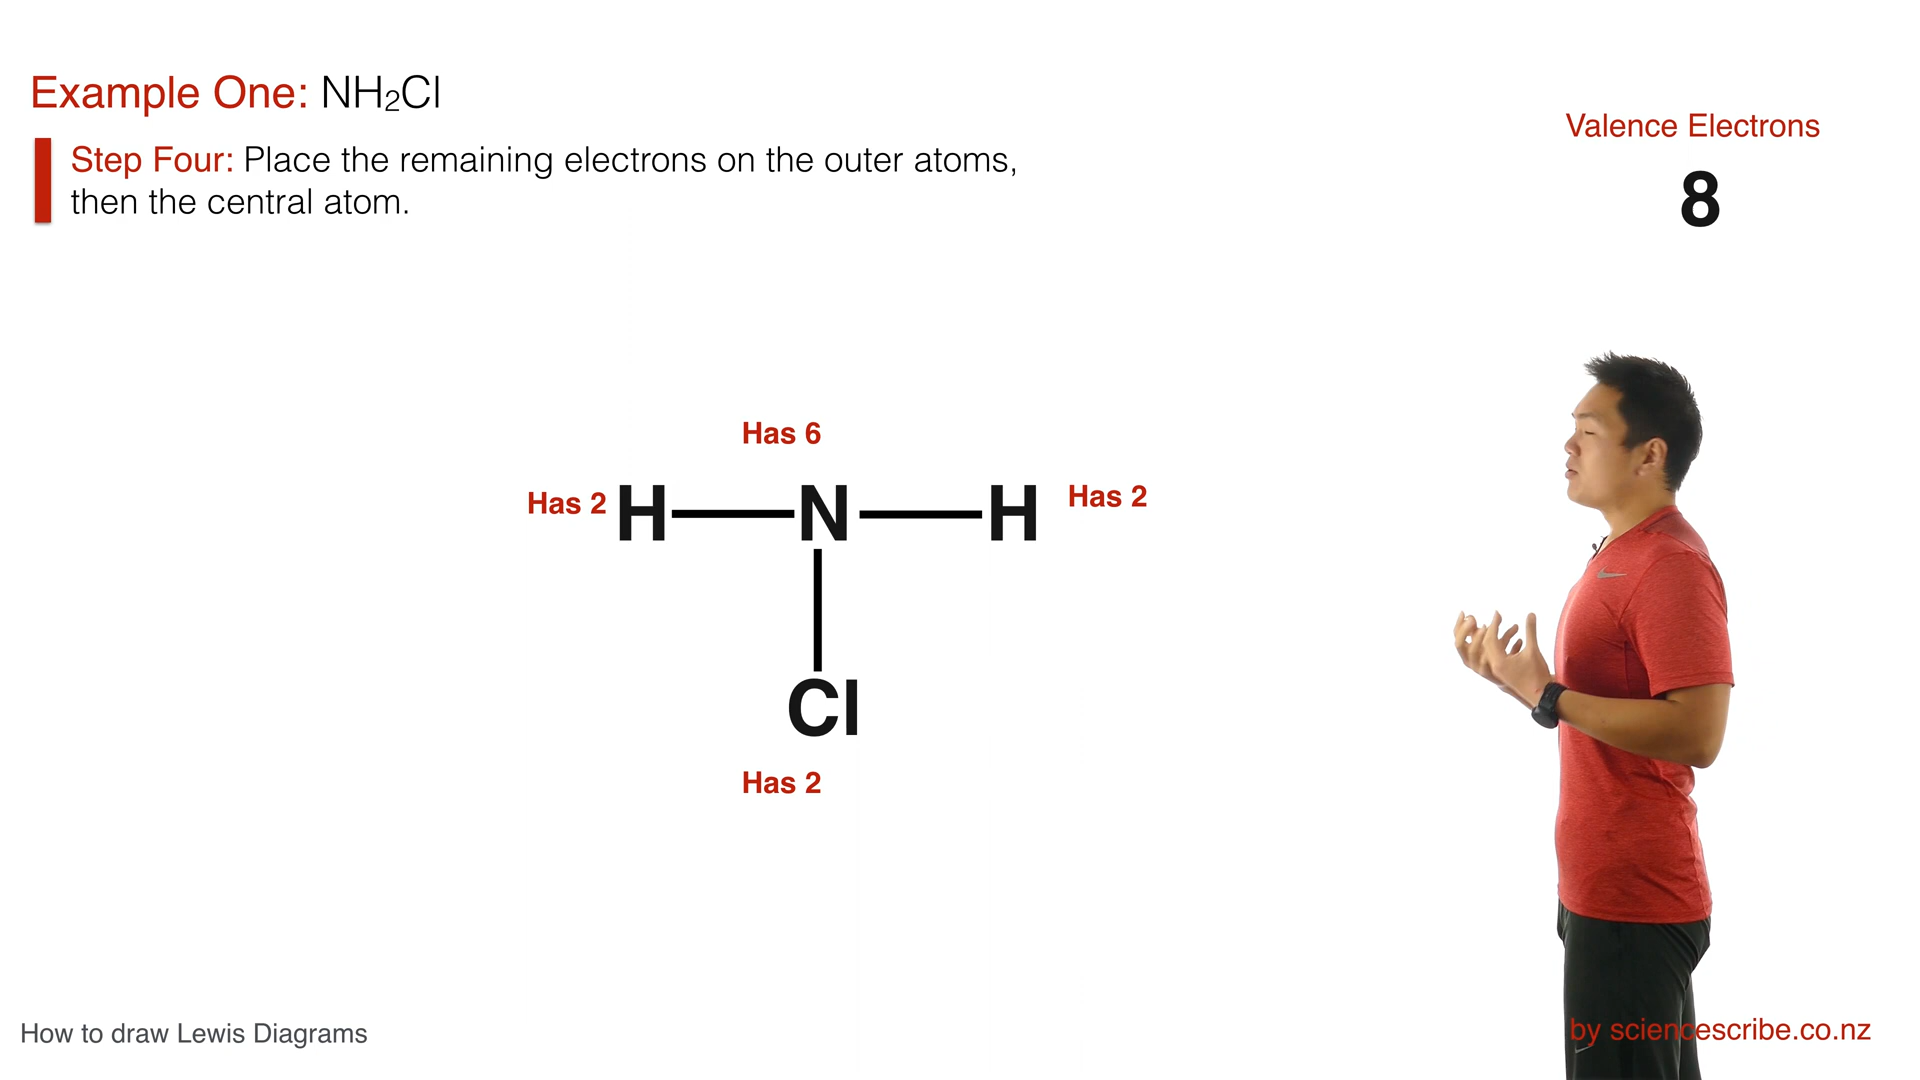 Example One: NH₂Cl
Valence Electrons
Step Four: Place the remaining electrons on the outer atoms,
then the central atom.
8
Has 6
Has 2 H N H Has 2
Cl
Has 2
How to draw Lewis Diagrams
by sciencescribe.co.nz